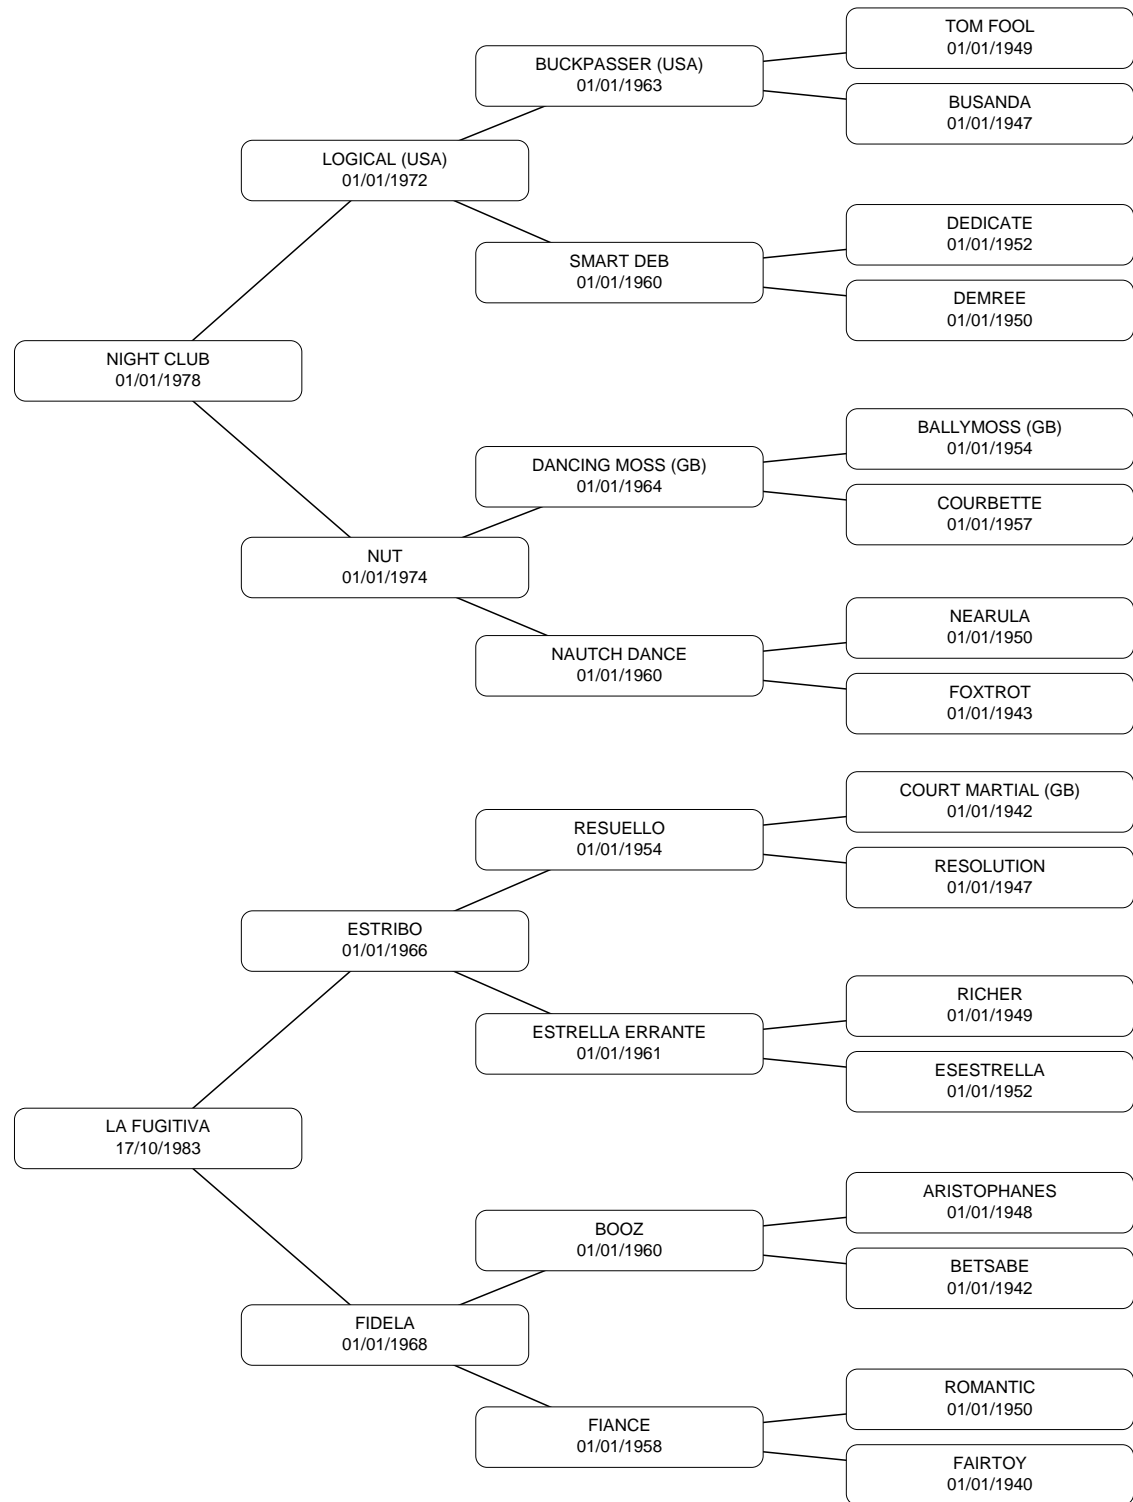 TOM FOOL
01/01/1949
BUCKPASSER (USA)
01/01/1963
BUSANDA
01/01/1947
LOGICAL (USA)
01/01/1972
DEDICATE
01/01/1952
SMART DEB
01/01/1960
DEMREE
01/01/1950
NIGHT CLUB
01/01/1978
BALLYMOSS (GB)
01/01/1954
DANCING MOSS (GB)
01/01/1964
COURBETTE
01/01/1957
NUT
01/01/1974
NEARULA
01/01/1950
NAUTCH DANCE
01/01/1960
FOXTROT
01/01/1943
COURT MARTIAL (GB)
01/01/1942
RESUELLO
01/01/1954
RESOLUTION
01/01/1947
ESTRIBO
01/01/1966
RICHER
01/01/1949
ESTRELLA ERRANTE
01/01/1961
ESESTRELLA
01/01/1952
LA FUGITIVA
17/10/1983
ARISTOPHANES
01/01/1948
BOOZ
01/01/1960
BETSABE
01/01/1942
FIDELA
01/01/1968
ROMANTIC
01/01/1950
FIANCE
01/01/1958
FAIRTOY
01/01/1940